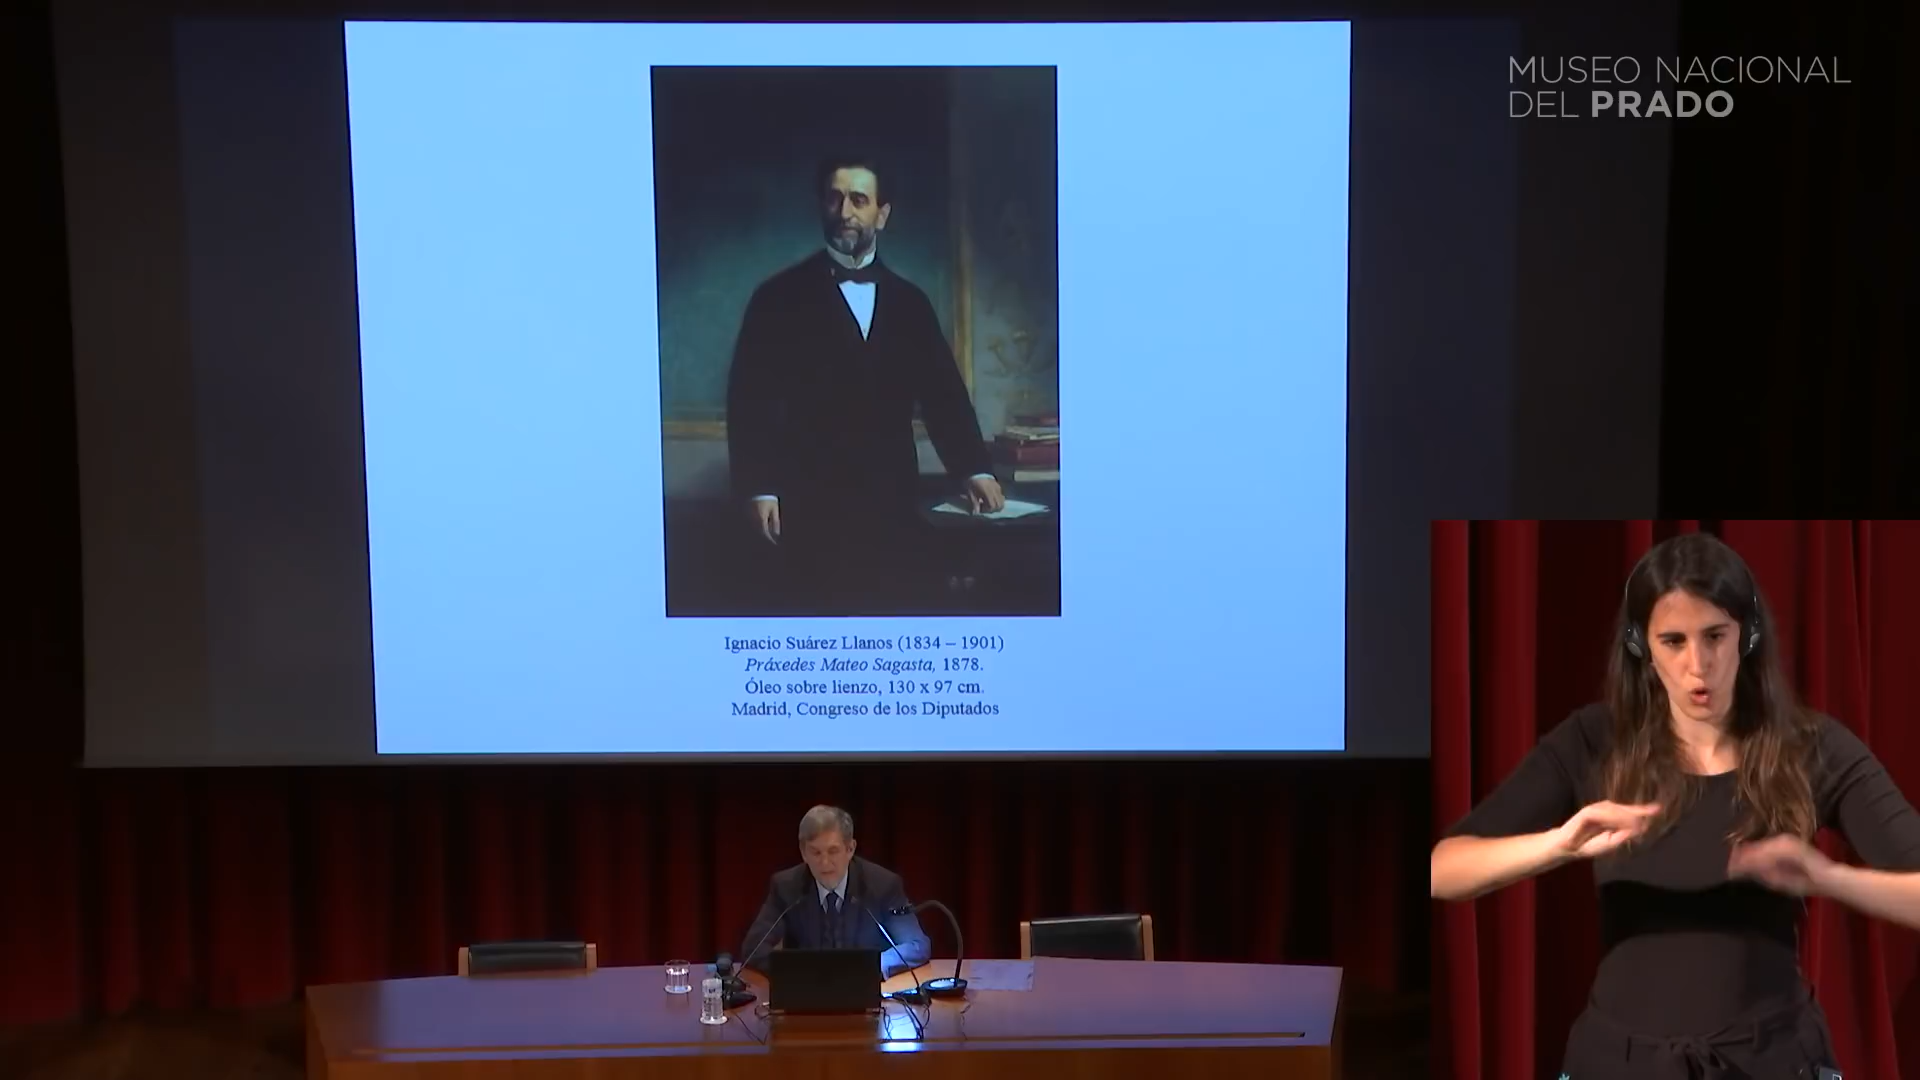 MUSEO NACIONAL
DEL PRADO
Ignacio Suárez Llanos (1834 – 1901)
Práxedes Mateo Sagasta, 1878.
Óleo sobre lienzo, 130 x 97 cm.
Madrid, Congreso de los Diputados